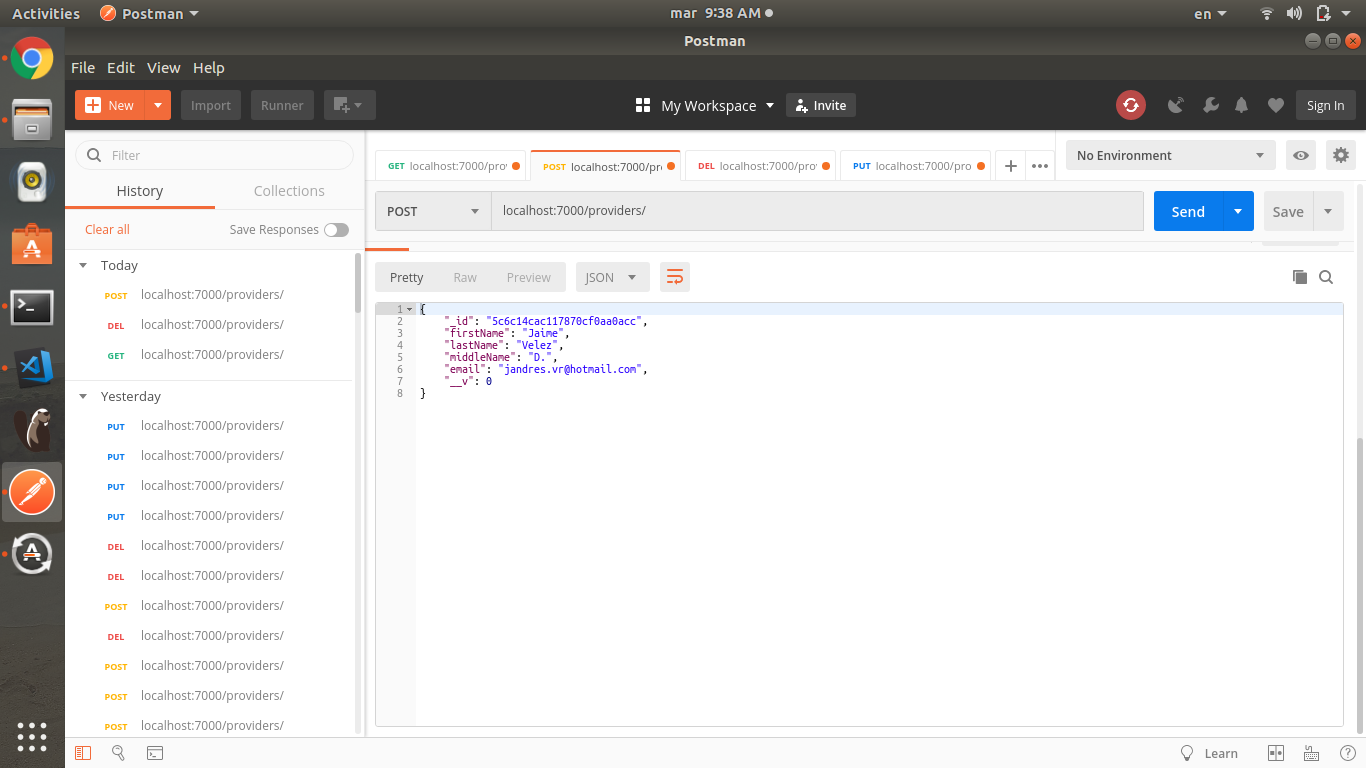 Activities Postman mar 9:38 AM en
Postman
File Edit View Help
New Import Runner My Workspace Invite Sign In
Filter
History Collections
Clear all Save Responses
Today
POST localhost:7000/providers/
DEL localhost:7000/providers/
GET localhost:7000/providers/
Yesterday
PUT localhost:7000/providers/
PUT localhost:7000/providers/
PUT localhost:7000/providers/
PUT localhost:7000/providers/
DEL localhost:7000/providers/
DEL localhost:7000/providers/
POST localhost:7000/providers/
DEL localhost:7000/providers/
POST localhost:7000/providers/
POST localhost:7000/providers/
POST localhost:7000/providers/
GET localhost:7000/prov POST localhost:7000/pr DEL localhost:7000/prov PUT localhost:7000/pro No Environment
POST localhost:7000/providers/ Send Save
Pretty Raw Preview JSON
1 {
2 "_id": "5c6c14cac117870cf0aa0acc",
3 "firstName": "Jaime",
4 "lastName": "Velez",
5 "middleName": "D.",
6 "email": "jandres.vr@hotmail.com",
7 "__v": 0
8 }
Learn